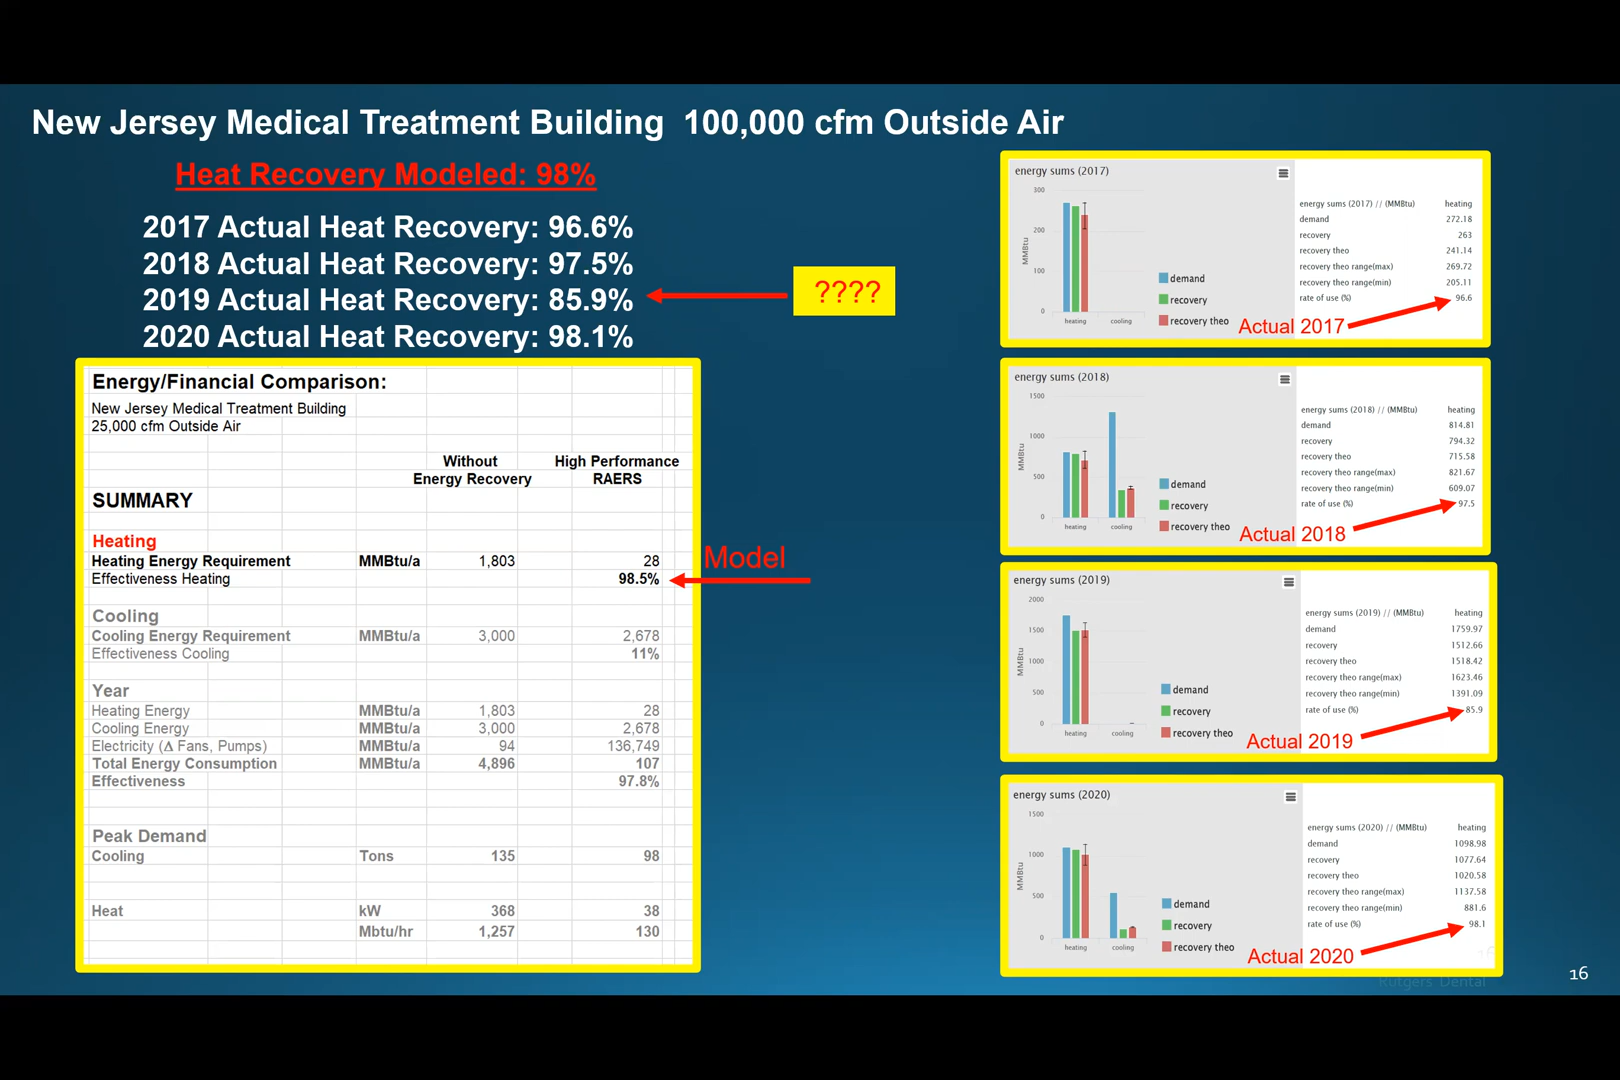 New Jersey Medical Treatment Building  100,000 cfm Outside Air
Heat Recovery Modeled: 98%
2017 Actual Heat Recovery: 96.6%
2018 Actual Heat Recovery: 97.5%
2019 Actual Heat Recovery: 85.9%
2020 Actual Heat Recovery: 98.1%
????
Energy/Financial Comparison:
New Jersey Medical Treatment Building
25,000 cfm Outside Air
Without High Performance
Energy Recovery RAERS
SUMMARY
Heating
Heating Energy Requirement MMBtu/a 1,803 28
Effectiveness Heating 98.5%
Model
Cooling
Cooling Energy Requirement MMBtu/a 3,000 2,678
Effectiveness Cooling 11%
Year
Heating Energy MMBtu/a 1,803 28
Cooling Energy MMBtu/a 3,000 2,678
Electricity (Δ Fans, Pumps) MMBtu/a 94 136,749
Total Energy Consumption MMBtu/a 4,896 107
Effectiveness 97.8%
Peak Demand
Cooling Tons 135 98
Heat kW 368 38
Mbtu/hr 1,257 130
energy sums (2017)
300
200
100
0
MMBtu
heating cooling
demand
recovery
recovery theo
energy sums (2017) // (MMBtu) heating
demand 272.18
recovery 263
recovery theo 241.14
recovery theo range(max) 269.72
recovery theo range(min) 205.11
rate of use (%) 96.6
Actual 2017
energy sums (2018)
1500
1000
500
0
MMBtu
heating cooling
demand
recovery
recovery theo
energy sums (2018) // (MMBtu) heating
demand 814.81
recovery 794.32
recovery theo 715.58
recovery theo range(max) 821.67
recovery theo range(min) 609.07
rate of use (%) 97.5
Actual 2018
energy sums (2019)
2000
1500
1000
500
0
MMBtu
heating cooling
demand
recovery
recovery theo
energy sums (2019) // (MMBtu) heating
demand 1759.97
recovery 1512.66
recovery theo 1518.42
recovery theo range(max) 1623.46
recovery theo range(min) 1391.09
rate of use (%) 85.9
Actual 2019
energy sums (2020)
1500
1000
500
0
MMBtu
heating cooling
demand
recovery
recovery theo
energy sums (2020) // (MMBtu) heating
demand 1098.98
recovery 1077.64
recovery theo 1020.58
recovery theo range(max) 1137.58
recovery theo range(min) 881.6
rate of use (%) 98.1
Actual 2020
16
Rutgers Dental
16